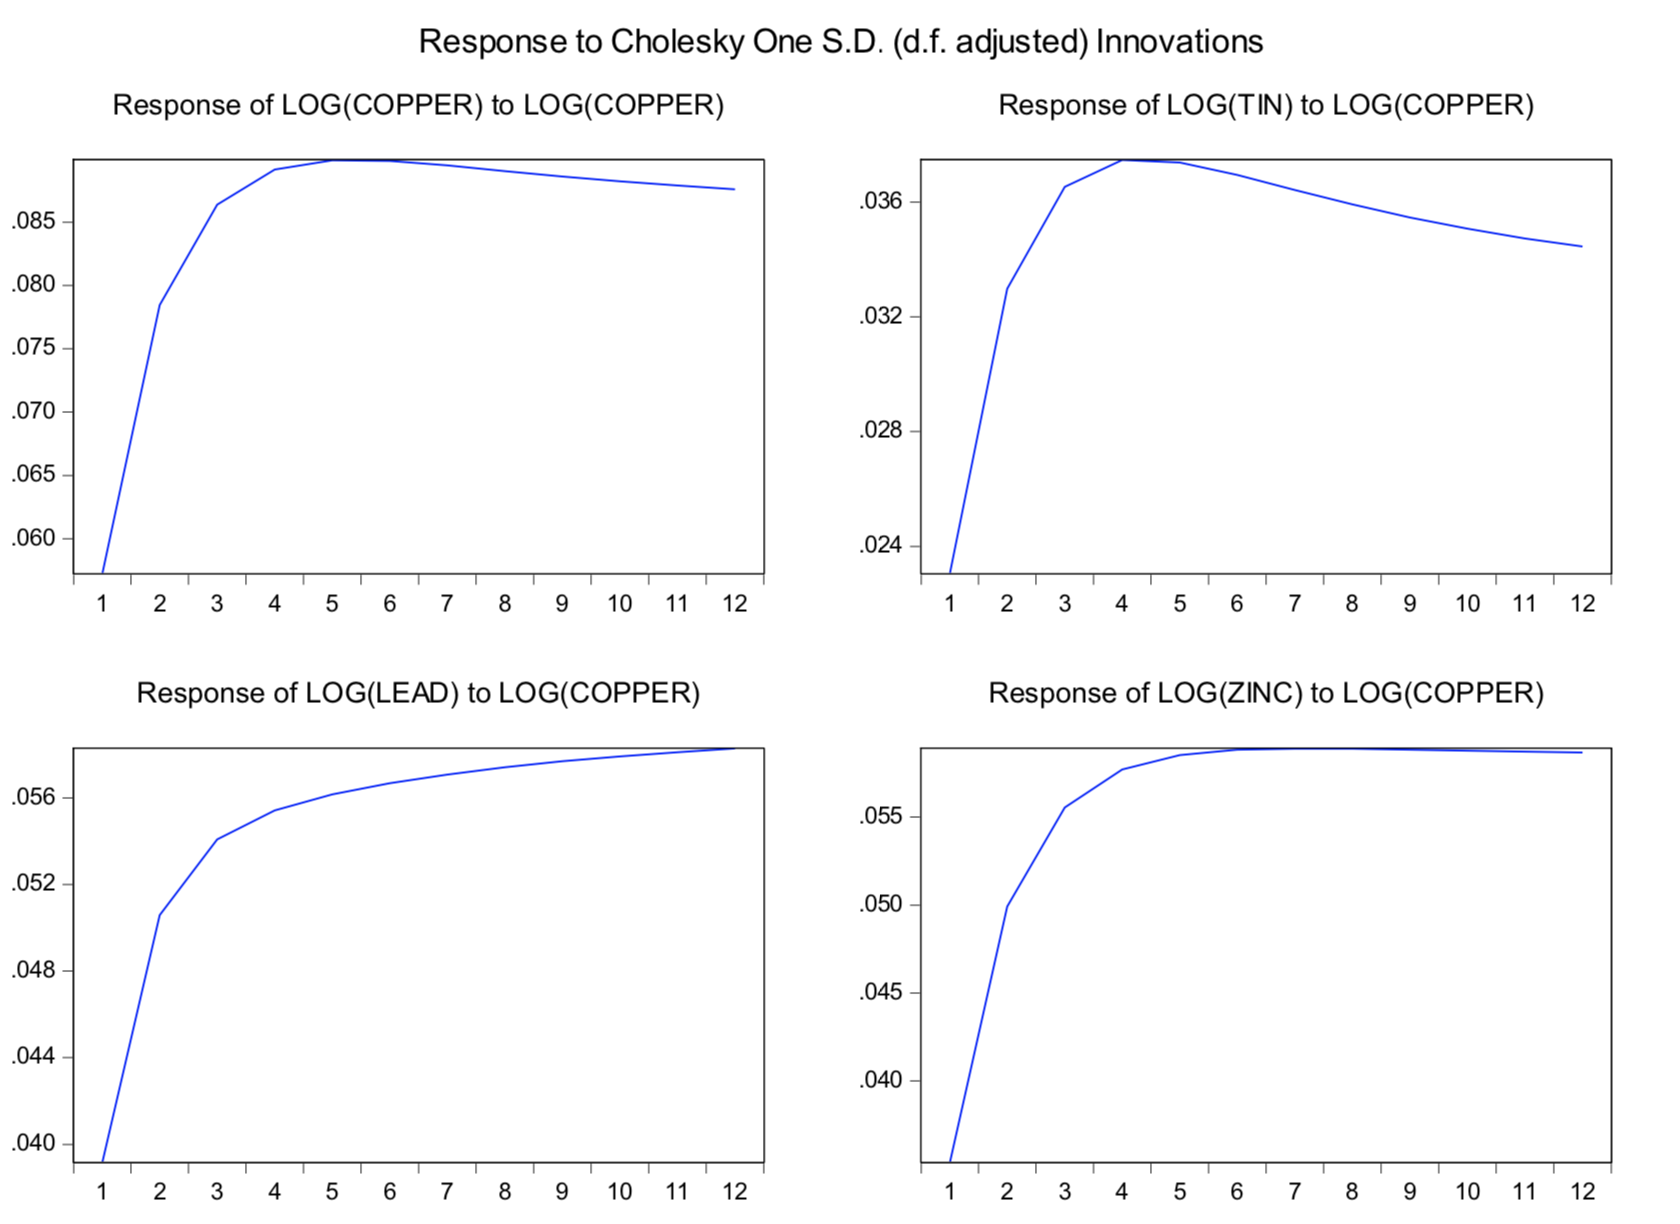 Response to Cholesky One S.D. (d.f. adjusted) Innovations
Response of LOG(COPPER) to LOG(COPPER)
.085
.080
.075
.070
.065
.060
1 2 3 4 5 6 7 8 9 10 11 12
Response of LOG(TIN) to LOG(COPPER)
.036
.032
.028
.024
1 2 3 4 5 6 7 8 9 10 11 12
Response of LOG(LEAD) to LOG(COPPER)
.056
.052
.048
.044
.040
1 2 3 4 5 6 7 8 9 10 11 12
Response of LOG(ZINC) to LOG(COPPER)
.055
.050
.045
.040
1 2 3 4 5 6 7 8 9 10 11 12